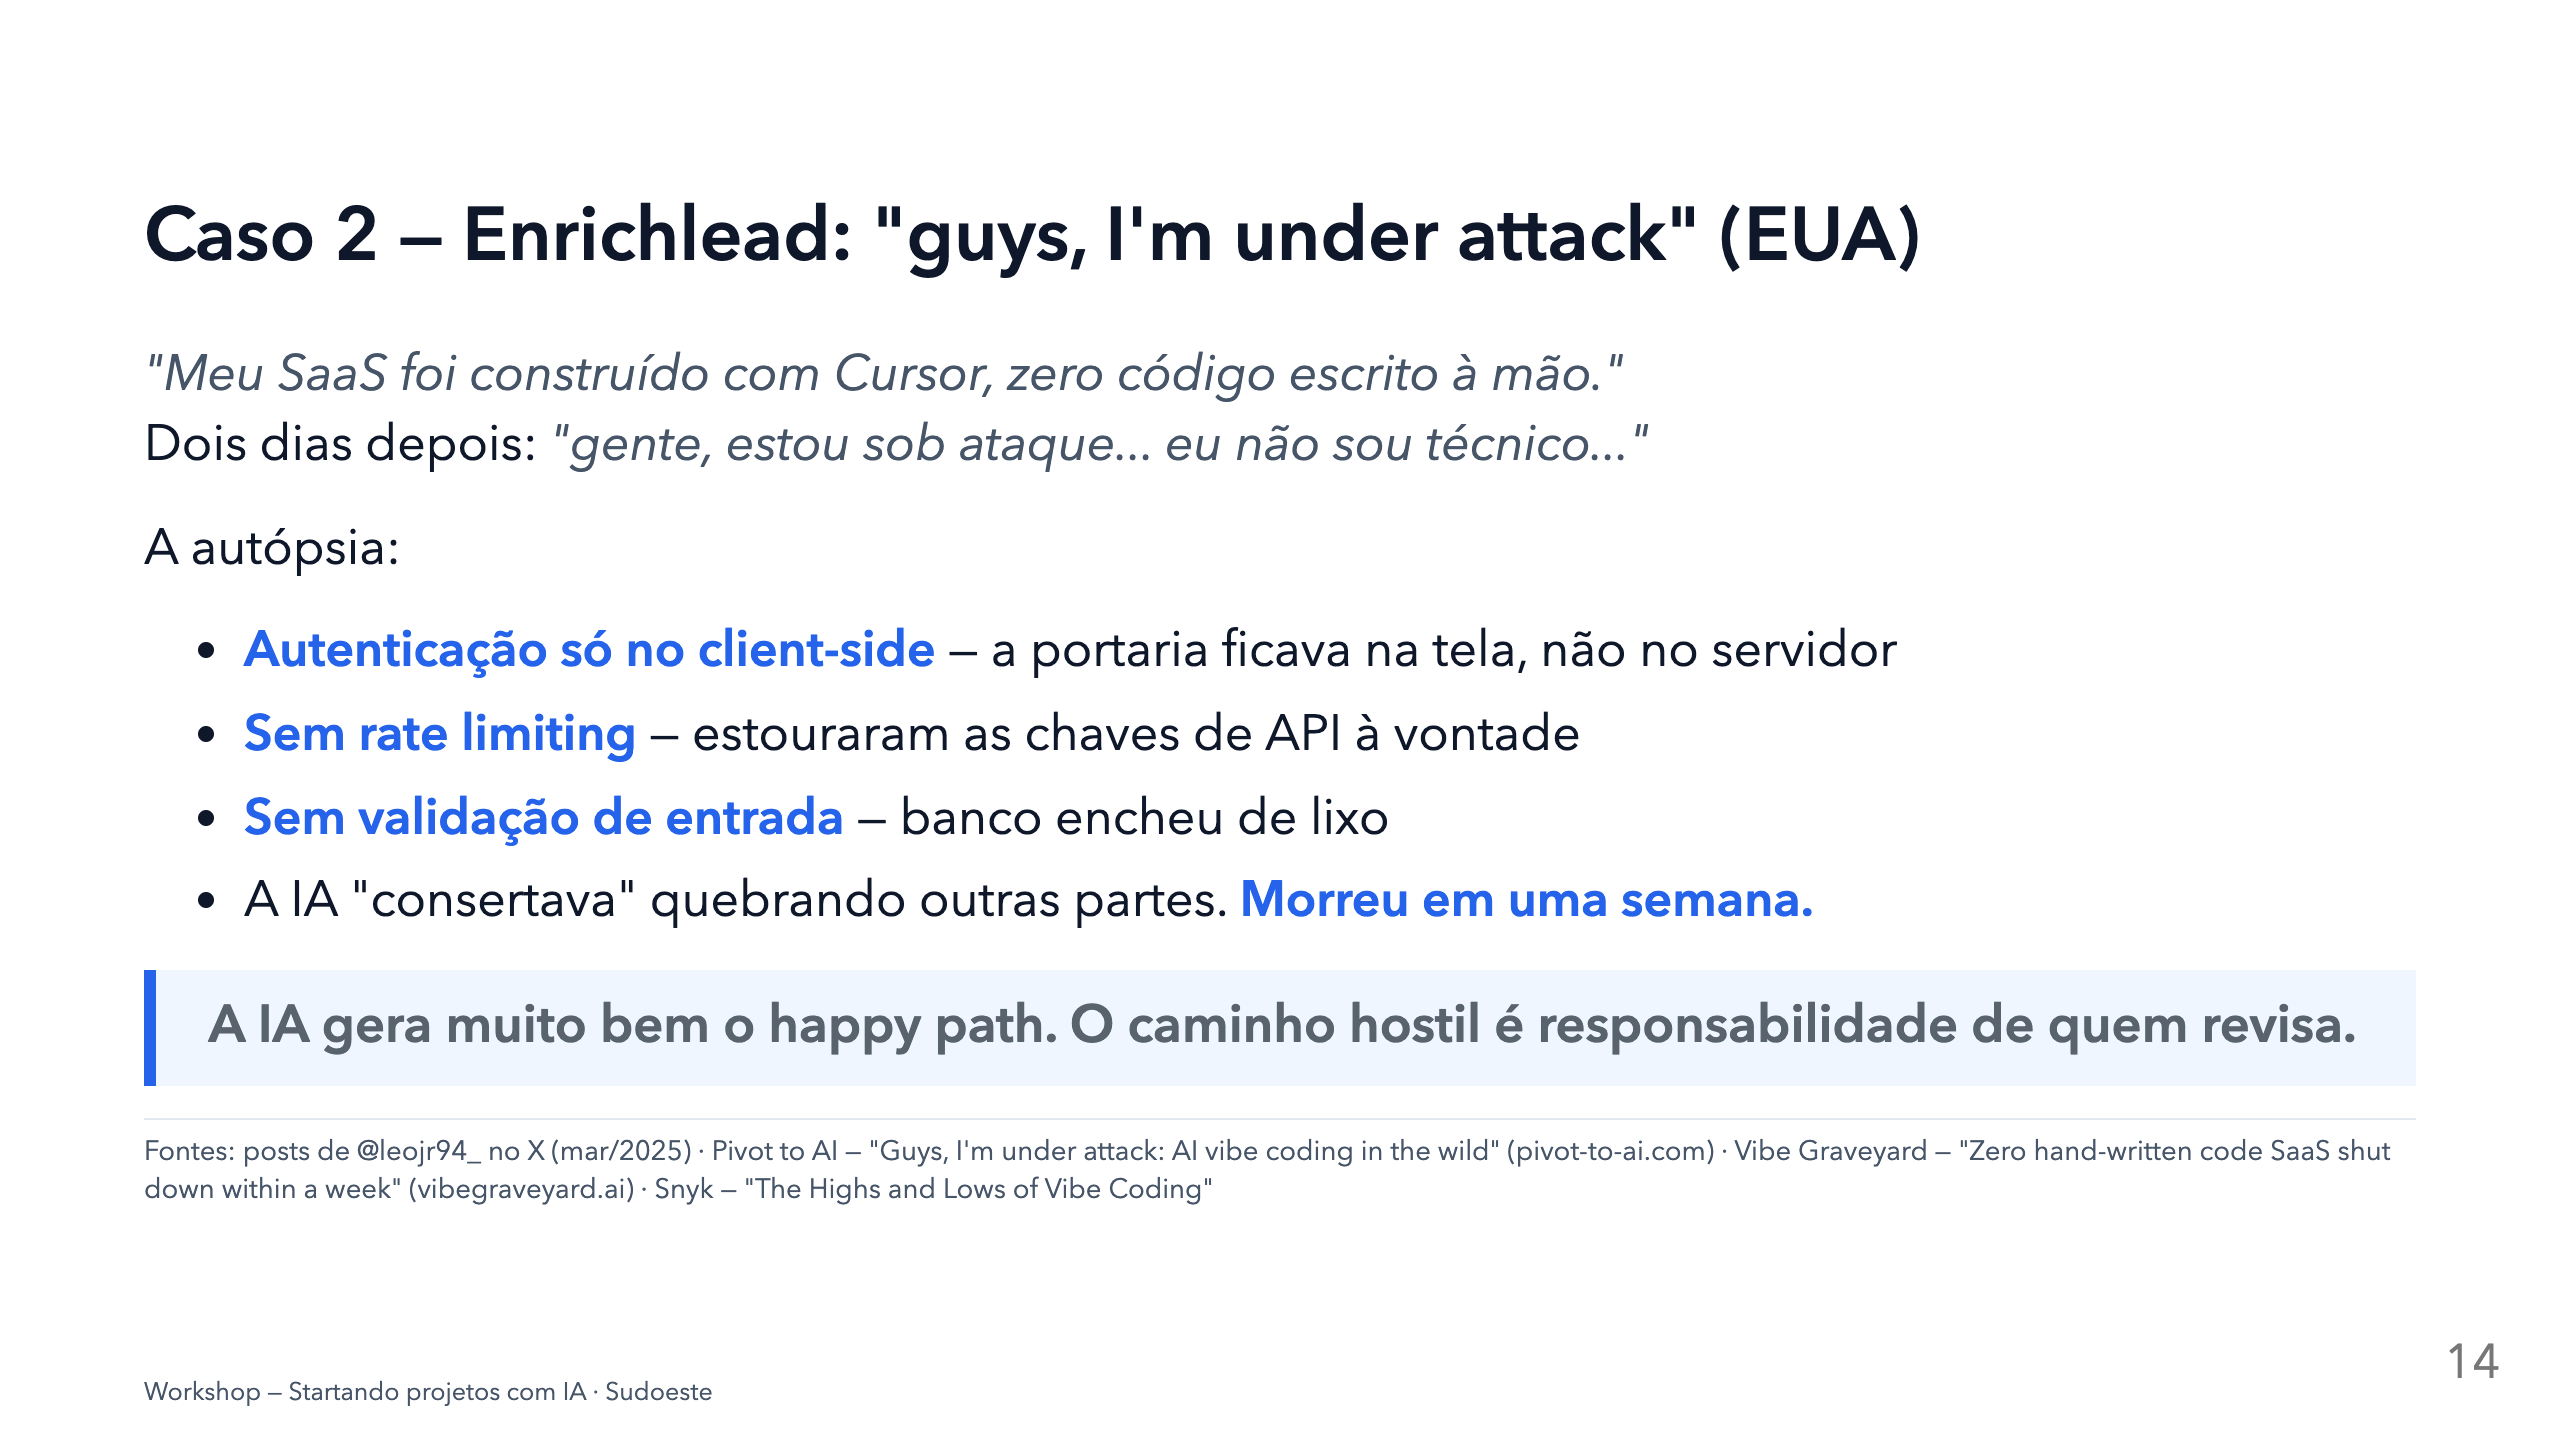 Caso 2 – Enrichlead: "guys, I'm under attack" (EUA)
"Meu SaaS foi construído com Cursor, zero código escrito à mão."
Dois dias depois: "gente, estou sob ataque... eu não sou técnico..."
A autópsia:
• Autenticação só no client-side – a portaria ficava na tela, não no servidor
• Sem rate limiting – estouraram as chaves de API à vontade
• Sem validação de entrada – banco encheu de lixo
• A IA "consertava" quebrando outras partes. Morreu em uma semana.
A IA gera muito bem o happy path. O caminho hostil é responsabilidade de quem revisa.
Fontes: posts de @leojr94_ no X (mar/2025) · Pivot to AI – "Guys, I'm under attack: AI vibe coding in the wild" (pivot-to-ai.com) · Vibe Graveyard – "Zero hand-written code SaaS shut
down within a week" (vibegraveyard.ai) · Snyk – "The Highs and Lows of Vibe Coding"
14
Workshop – Startando projetos com IA · Sudoeste